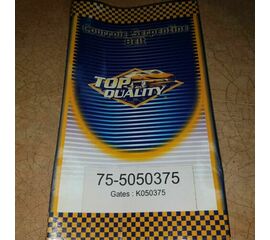 Courroie Serpentine
Belt
TOP
QUALITY
75-5050375
Gates : K050375